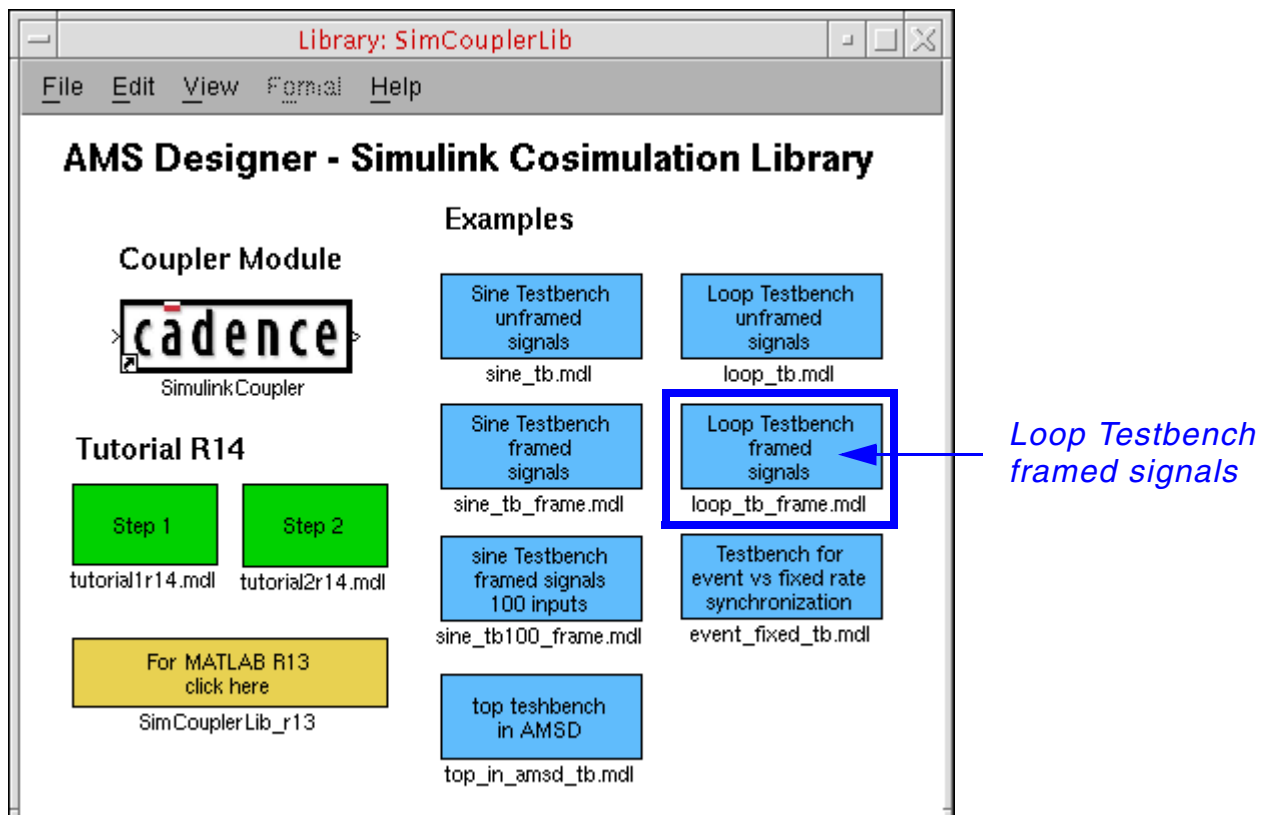 Library: SimCouplerLib
File Edit View Format Help
AMS Designer - Simulink Cosimulation Library
Coupler Module
cādence
SimulinkCoupler
Tutorial R14
Step 1
tutorial1r14.mdl
Step 2
tutorial2r14.mdl
For MATLAB R13
click here
SimCouplerLib_r13
Examples
Sine Testbench
unframed
signals
sine_tb.mdl
Loop Testbench
unframed
signals
loop_tb.mdl
Sine Testbench
framed
signals
sine_tb_frame.mdl
Loop Testbench
framed
signals
loop_tb_frame.mdl
sine Testbench
framed signals
100 inputs
sine_tb100_frame.mdl
Testbench for
event vs fixed rate
synchronization
event_fixed_tb.mdl
top teshbench
in AMSD
top_in_amsd_tb.mdl
Loop Testbench
framed signals